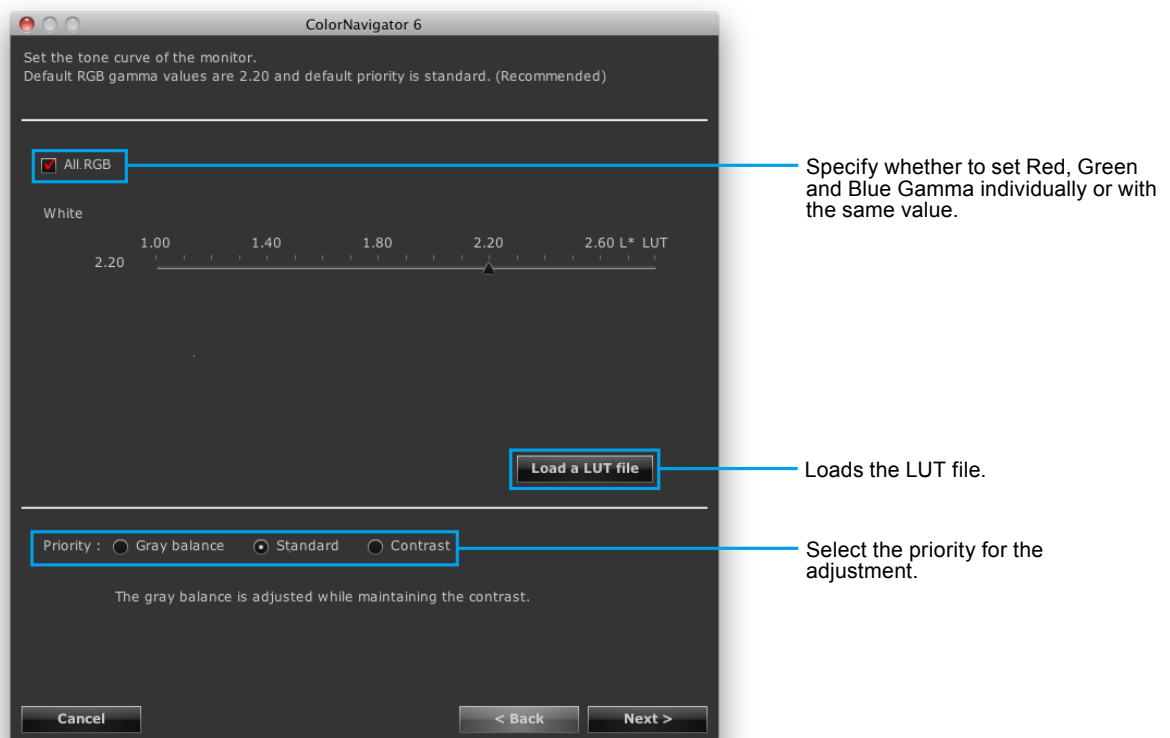 ColorNavigator 6
Set the tone curve of the monitor.
Default RGB gamma values are 2.20 and default priority is standard. (Recommended)
All.RGB
Specify whether to set Red, Green
and Blue Gamma individually or with
the same value.
White
1.00 1.40 1.80 2.20 2.60 L* LUT
2.20
Load a LUT file
Loads the LUT file.
Priority : Gray balance Standard Contrast
Select the priority for the
adjustment.
The gray balance is adjusted while maintaining the contrast.
Cancel < Back Next >